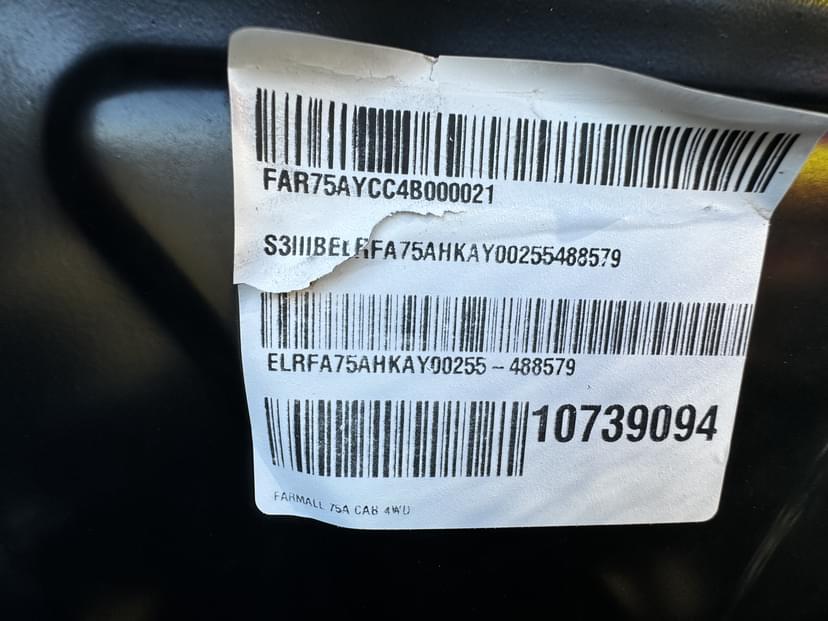 FAR75AYCC4B000021
S3IIIBELRFA75AHKAY00255488579
ELRFA75AHKAY00255 - 488579
10739094
FARMALL 75A CAB 4WD